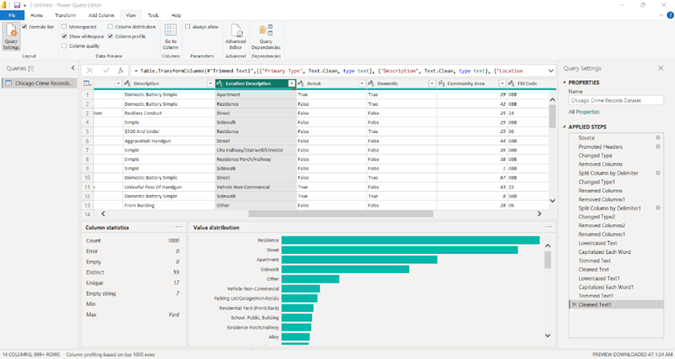 Untitled - Power Query Editor
File Home Transform Add Column View Tools Help
Query Settings
Formula Bar
Monospaced
Show whitespace
Column quality
Column distribution
Column profile
Go to Column
Always allow
Advanced Editor
Query Dependencies
Layout Data Preview Columns Parameters Advanced Dependencies
Queries [1]
Chicago Crime Records...
= Table.TransformColumns(#"Trimmed Text1",{{"Primary Type", Text.Clean, type text}, {"Description", Text.Clean, type text}, {"Location
Description Location Description Arrest Domestic Community Area FBI Code
1 Domestic Battery Simple Apartment True True 29 08B
2 Domestic Battery Simple Residence False True 42 08B
3 Reckless Conduct Street False False 25 24
4 Simple Sidewalk False False 25 08B
5 $500 And Under Residence False True 25 06
6 Aggravated: Handgun Street False False 44 04B
7 Simple Cha Hallway/Stairwell/Elevator False False 35 08B
8 Simple Residence Porch/Hallway False False 38 08B
9 Simple Sidewalk False False 1 08B
10 Domestic Battery Simple Street False True 67 08B
11 Unlawful Poss Of Handgun Vehicle Non-Commercial True False 43 15
12 Domestic Battery Simple Sidewalk True True 8 08B
13 From Building Other False False 28 06
14
Column statistics
Count 1000
Error 0
Empty 0
Distinct 59
Unique 17
Empty string 7
Min
Max Yard
Value distribution
Residence
Street
Apartment
Sidewalk
Other
Vehicle Non-Commercial
Parking Lot/Garage(Non.Resid.)
Residential Yard (Front/Back)
School, Public, Building
Residence Porch/Hallway
Alley
Query Settings
PROPERTIES
Name
Chicago Crime Records Dataset
All Properties
APPLIED STEPS
Source
Promoted Headers
Changed Type
Removed Columns
Split Column by Delimiter
Changed Type1
Renamed Columns
Removed Columns1
Split Column by Delimiter1
Changed Type2
Removed Columns2
Renamed Columns1
Lowercased Text
Capitalized Each Word
Trimmed Text
Cleaned Text
Lowercased Text1
Capitalized Each Word1
Trimmed Text1
Cleaned Text1
14 COLUMNS, 999+ ROWS Column profiling based on top 1000 rows
PREVIEW DOWNLOADED AT 1:24 AM